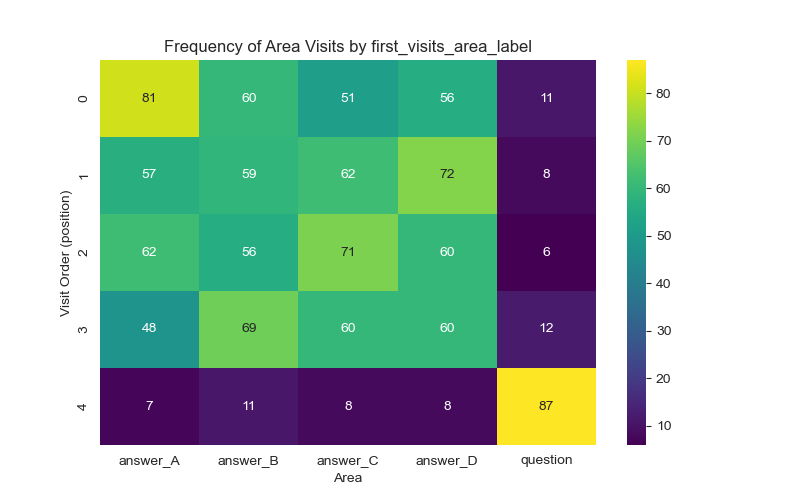 Frequency of Area Visits by first_visits_area_label
0 81 60 51 56 11
1 57 59 62 72 8
2 62 56 71 60 6
3 48 69 60 60 12
4 7 11 8 8 87
answer_A answer_B answer_C answer_D question
Area
Visit Order (position)
80
70
60
50
40
30
20
10